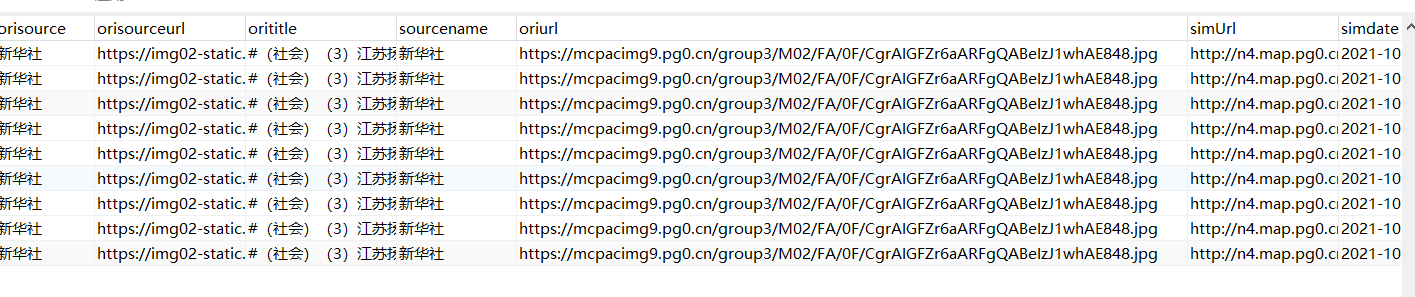 orisource orisourceurl orititle sourcename oriurl simUrl simdate
新华社 https://img02-static. #（社会）（3）江苏 新华社 https://mcpacimg9.pg0.cn/group3/M02/FA/0F/CgrAIGFZr6aARFgQABeIzJ1whAE848.jpg http://n4.map.pg0.c 2021-10
新华社 https://img02-static. #（社会）（3）江苏 新华社 https://mcpacimg9.pg0.cn/group3/M02/FA/0F/CgrAIGFZr6aARFgQABeIzJ1whAE848.jpg http://n4.map.pg0.c 2021-10
新华社 https://img02-static. #（社会）（3）江苏 新华社 https://mcpacimg9.pg0.cn/group3/M02/FA/0F/CgrAIGFZr6aARFgQABeIzJ1whAE848.jpg http://n4.map.pg0.c 2021-10
新华社 https://img02-static. #（社会）（3）江苏 新华社 https://mcpacimg9.pg0.cn/group3/M02/FA/0F/CgrAIGFZr6aARFgQABeIzJ1whAE848.jpg http://n4.map.pg0.c 2021-10
新华社 https://img02-static. #（社会）（3）江苏 新华社 https://mcpacimg9.pg0.cn/group3/M02/FA/0F/CgrAIGFZr6aARFgQABeIzJ1whAE848.jpg http://n4.map.pg0.c 2021-10
新华社 https://img02-static. #（社会）（3）江苏 新华社 https://mcpacimg9.pg0.cn/group3/M02/FA/0F/CgrAIGFZr6aARFgQABeIzJ1whAE848.jpg http://n4.map.pg0.c 2021-10
新华社 https://img02-static. #（社会）（3）江苏 新华社 https://mcpacimg9.pg0.cn/group3/M02/FA/0F/CgrAIGFZr6aARFgQABeIzJ1whAE848.jpg http://n4.map.pg0.c 2021-10
新华社 https://img02-static. #（社会）（3）江苏 新华社 https://mcpacimg9.pg0.cn/group3/M02/FA/0F/CgrAIGFZr6aARFgQABeIzJ1whAE848.jpg http://n4.map.pg0.c 2021-10
新华社 https://img02-static. #（社会）（3）江苏 新华社 https://mcpacimg9.pg0.cn/group3/M02/FA/0F/CgrAIGFZr6aARFgQABeIzJ1whAE848.jpg http://n4.map.pg0.c 2021-10